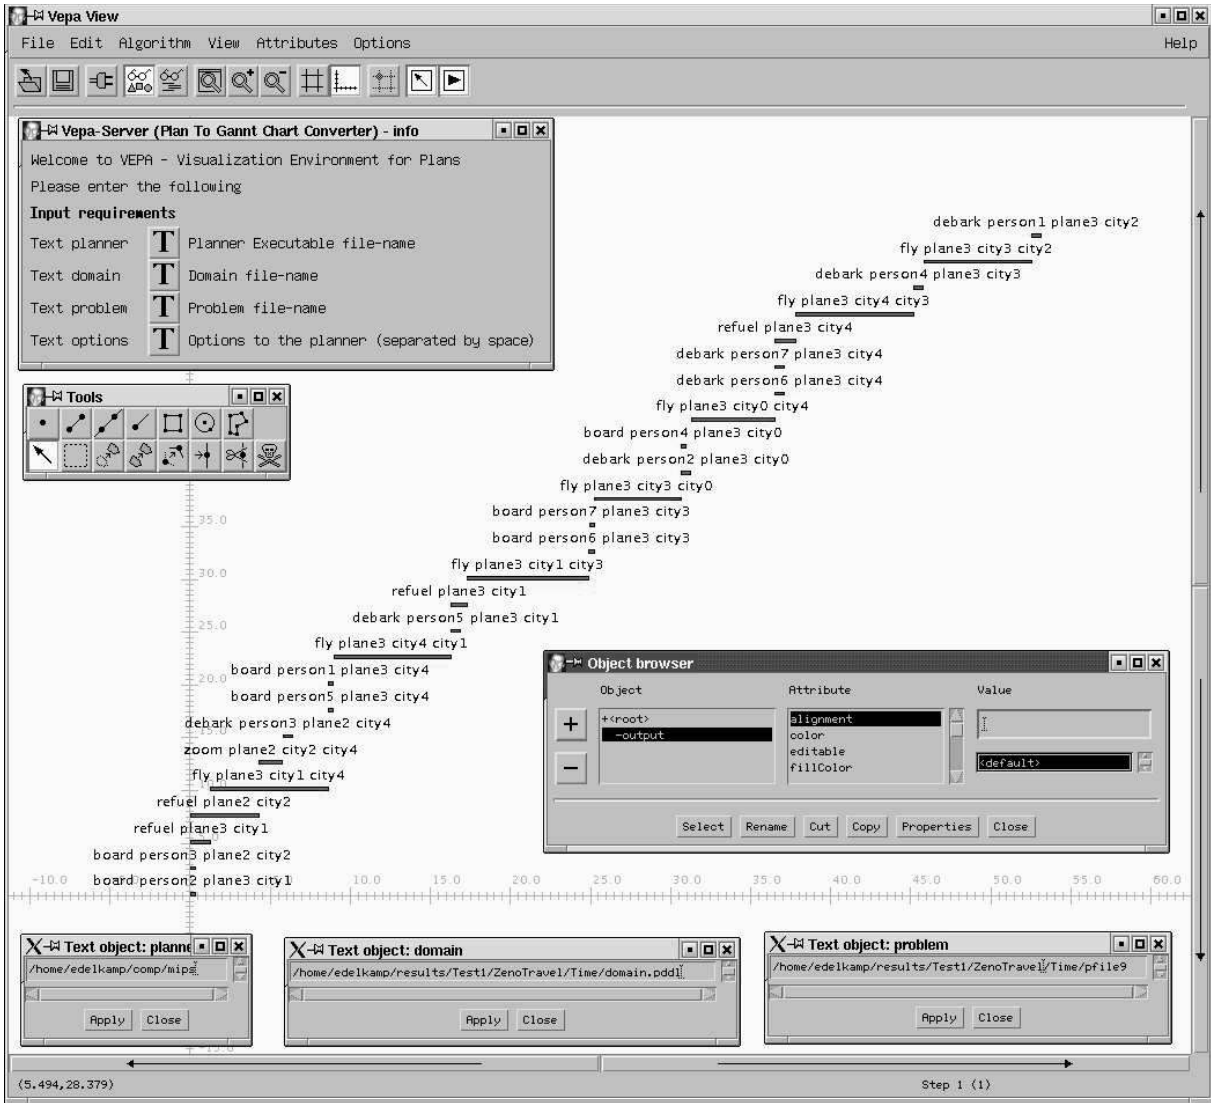 Vepa View
File Edit Algorithm View Attributes Options Help
Vepa-Server (Plan To Gannt Chart Converter) - info
Welcome to VEPA - Visualization Environment for Plans
Please enter the following
Input requirements
Text planner T Planner Executable file-name
Text domain T Domain file-name
Text problem T Problem file-name
Text options T Options to the planner (separated by space)
Tools
debark person1 plane3 city2
fly plane3 city3 city2
debark person4 plane3 city3
fly plane3 city4 city3
refuel plane3 city4
debark person7 plane3 city4
debark person6 plane3 city4
fly plane3 city0 city4
board person4 plane3 city0
debark person2 plane3 city0
fly plane3 city3 city0
board person7 plane3 city3
35.0
board person6 plane3 city3
fly plane3 city1 city3
30.0
refuel plane3 city1
debark person5 plane3 city1
25.0
fly plane3 city4 city1
board person1 plane3 city4
20.0
board person5 plane3 city4
debark person3 plane2 city4
15.0
zoom plane2 city2 city4
fly plane3 city1 city4
10.0
refuel plane2 city2
refuel plane3 city1
5.0
board person3 plane2 city2
board person2 plane3 city1
-10.0 10.0 15.0 20.0 25.0 30.0 35.0 40.0 45.0 50.0 55.0 60.0
Object browser
Object Attribute Value
+<root>
-output
alignment
color
editable
fillColor
<default>
+
−
Select Rename Cut Copy Properties Close
Text object: planne
/home/edelkamp/comp/mips
Apply Close
Text object: domain
/home/edelkamp/results/Test1/ZenoTravel/Time/domain.pddl
Apply Close
Text object: problem
/home/edelkamp/results/Test1/ZenoTravel/Time/pfile9
Apply Close
-15.0
(5.494,28.379) Step 1 (1)